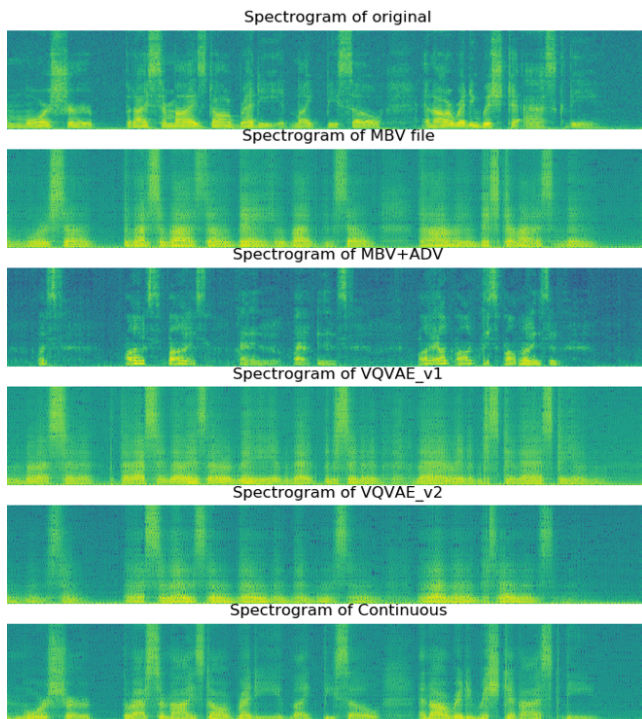 Spectrogram of original
Spectrogram of MBV file
Spectrogram of MBV+ADV
Spectrogram of VQVAE_v1
Spectrogram of VQVAE_v2
Spectrogram of Continuous